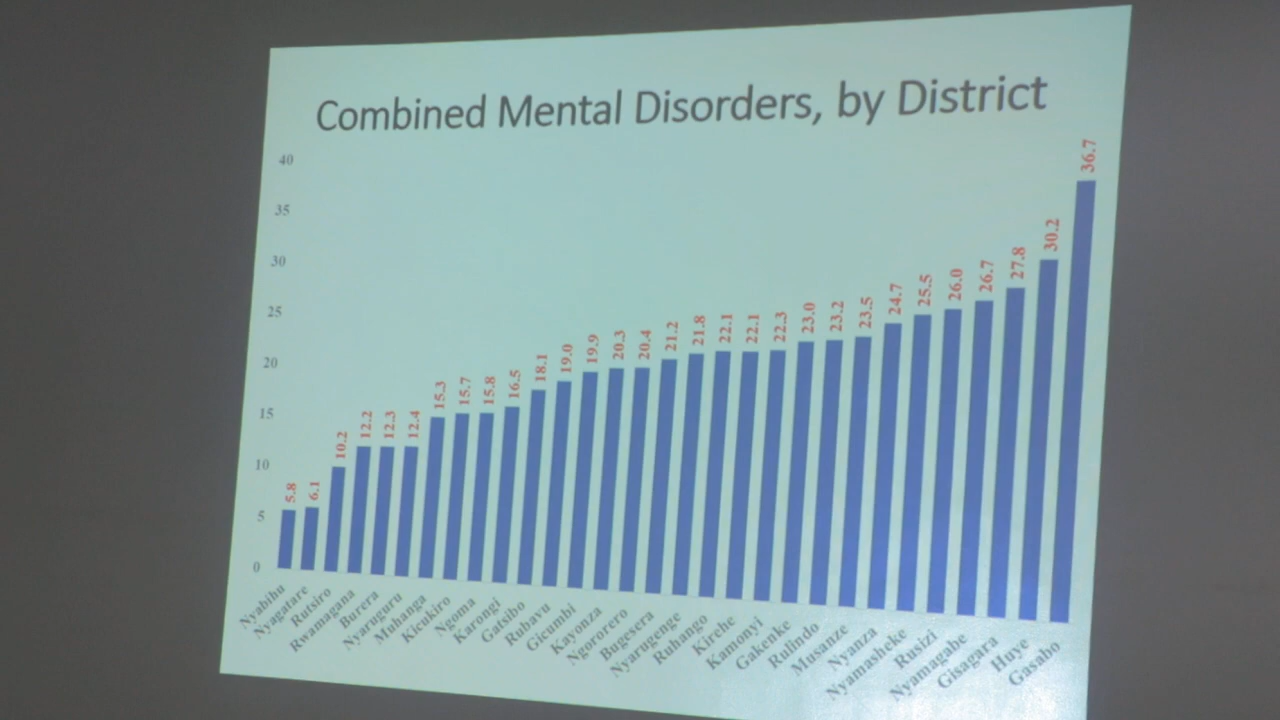 Combined Mental Disorders, by District
40
35
30
25
20
15
10
5
0
5.8
6.1
10.2
12.2
12.3
12.4
15.3
15.7
15.8
16.5
18.1
19.0
19.9
20.3
20.4
21.2
21.8
22.1
22.1
22.3
23.0
23.2
23.5
24.7
25.5
26.0
26.7
27.8
30.2
36.7
Nyabihu
Nyagatare
Rutsiro
Rwamagana
Burera
Nyaruguru
Muhanga
Kicukiro
Ngoma
Karongi
Gatsibo
Rubavu
Gicumbi
Kayonza
Ngororero
Bugesera
Nyarugenge
Ruhango
Kirehe
Kamonyi
Gakenke
Rulindo
Musanze
Nyanza
Nyamasheke
Rusizi
Nyamagabe
Gisagara
Huye
Gasabo